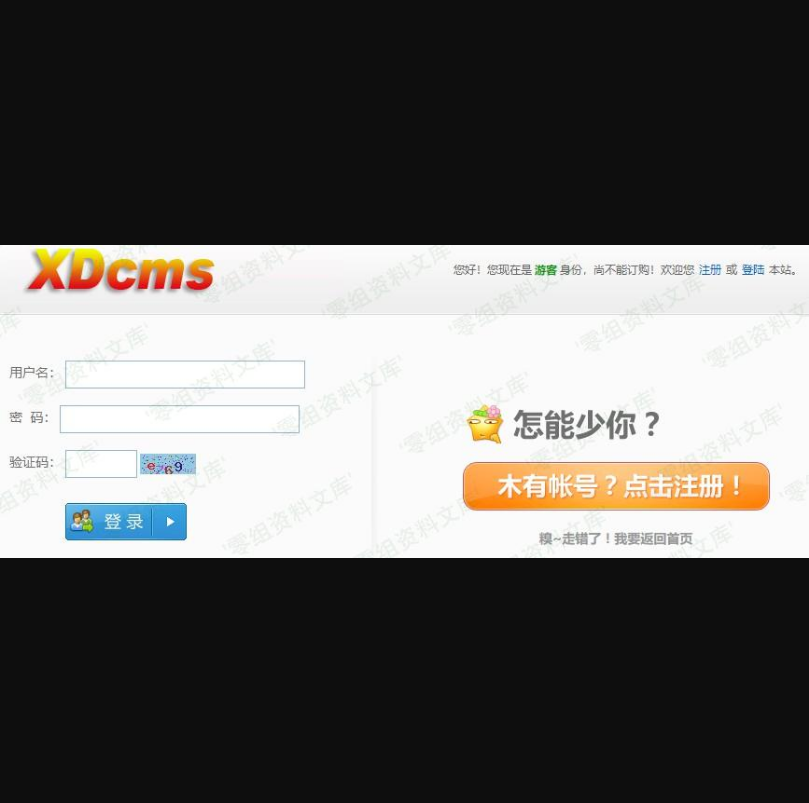 XDcms
您好！您现在是 游客 身份，尚不能订购！欢迎您 注册 或 登陆 本站。
用户名：
密 码：
验证码：
登 录
怎能少你？
木有帐号？点击注册！
糗~走错了！我要返回首页
'零组资料文库'